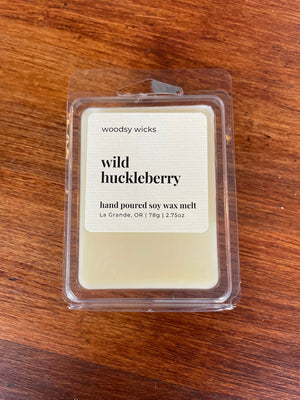 woodsy wicks
wild
huckleberry
hand poured soy wax melt
La Grande, OR | 78g | 2.75oz